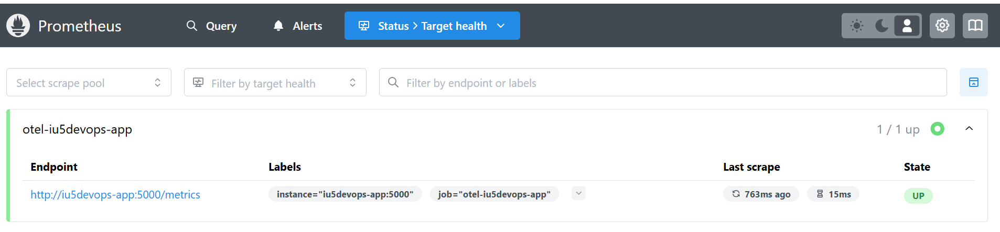 Prometheus Query Alerts Status > Target health
Select scrape pool Filter by target health Filter by endpoint or labels
otel-iu5devops-app 1 / 1 up
Endpoint Labels Last scrape State
http://iu5devops-app:5000/metrics instance="iu5devops-app:5000" job="otel-iu5devops-app" 763ms ago 15ms UP